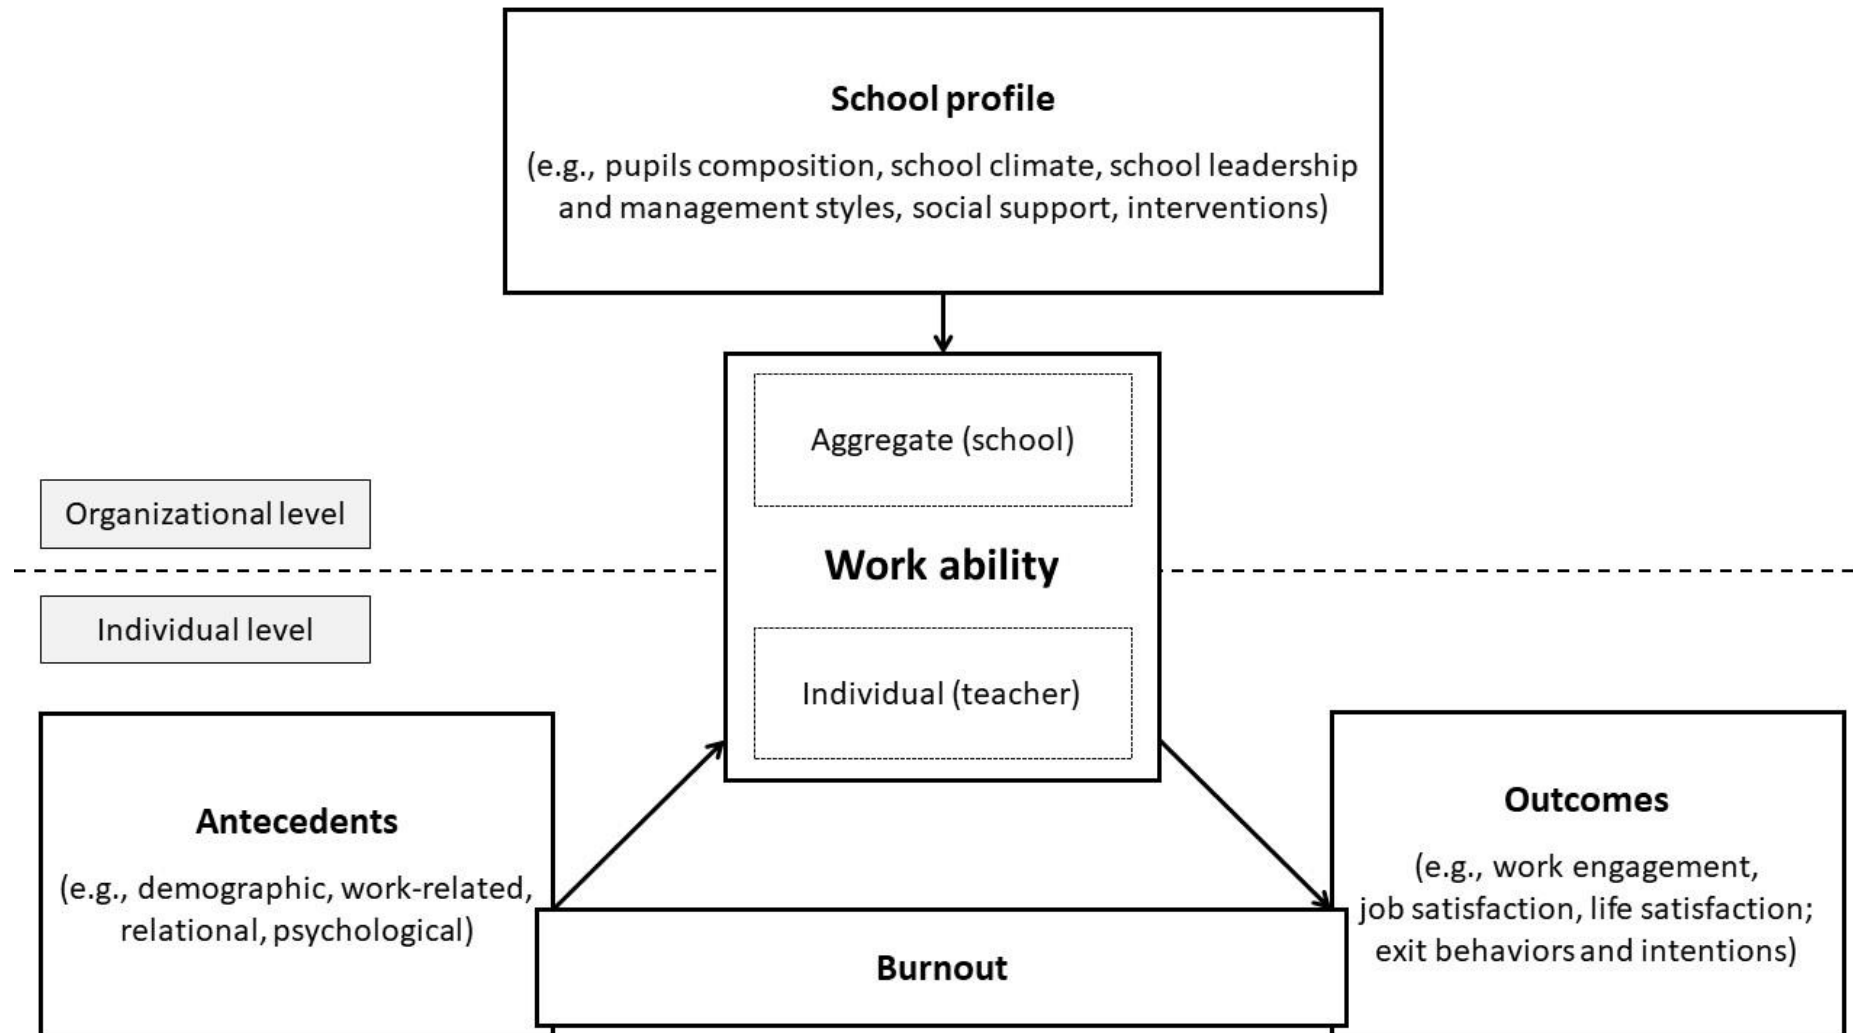 School profile
(e.g., pupils composition, school climate, school leadership
and management styles, social support, interventions)
Aggregate (school)
Organizational level
Work ability
Individual level
Individual (teacher)
Antecedents
(e.g., demographic, work-related,
relational, psychological)
Outcomes
(e.g., work engagement,
job satisfaction, life satisfaction;
exit behaviors and intentions)
Burnout